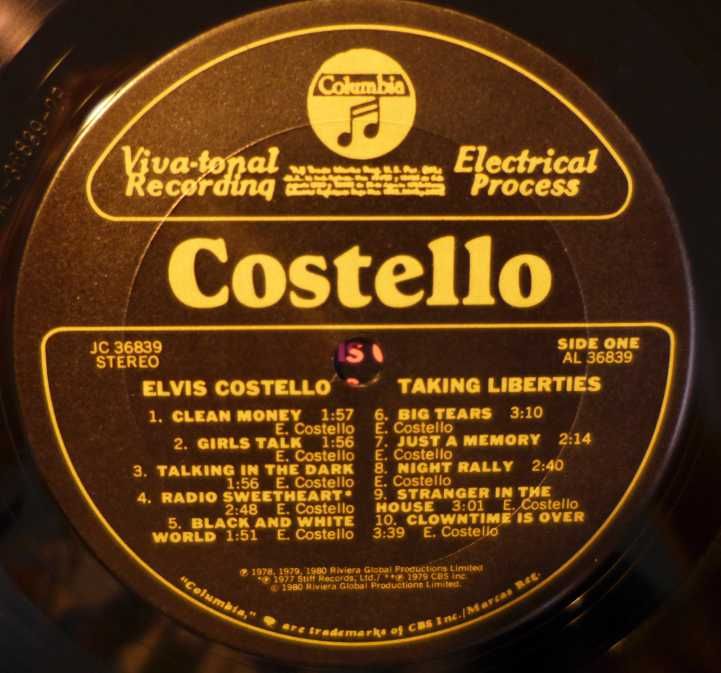 Columbia
Viva-tonal
Recording
Electrical
Process
Costello
JC 36839
STEREO
SIDE ONE
AL 36839
ELVIS COSTELLO
TAKING LIBERTIES
1. CLEAN MONEY 1:57
E. Costello
2. GIRLS TALK 1:56
E. Costello
3. TALKING IN THE DARK
1:56 E. Costello
4. RADIO SWEETHEART*
2:48 E. Costello
5. BLACK AND WHITE
WORLD 1:51 E. Costello
6. BIG TEARS 3:10
E. Costello
7. JUST A MEMORY 2:14
E. Costello
8. NIGHT RALLY 2:40
E. Costello
9. STRANGER IN THE
HOUSE 3:01 E. Costello
10. CLOWNTIME IS OVER
3:39 E. Costello
℗ 1978, 1979, 1980 Riviera Global Productions Limited
*℗ 1977 Stiff Records, Ltd./ **℗ 1979 CBS Inc.
© 1980 Riviera Global Productions Limited.
"Columbia," are trademarks of CBS Inc./Marcas Reg.